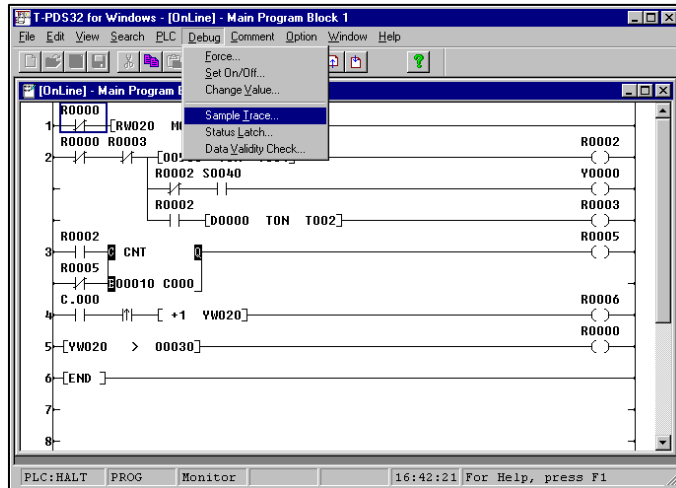 T-PDS32 for Windows - [OnLine] - Main Program Block 1
File Edit View Search PLC Debug Comment Option Window Help
Force...
Set On/Off...
Change Value...
Sample Trace...
Status Latch...
Data Validity Check...
[OnLine] - Main Program
R0000
1 [RW020
R0000 R0003 R0002
2
R0002 S0040 Y0000
R0002 R0003
[D0000 TON T002]
R0002 R0005
3 C CNT Q
R0005
E 00010 C000
C.000 R0006
4 [ +1 YW020]
R0000
5 [YW020 > 00030]
6 [END ]
7
8
PLC:HALT PROG Monitor 16:42:21 For Help, press F1